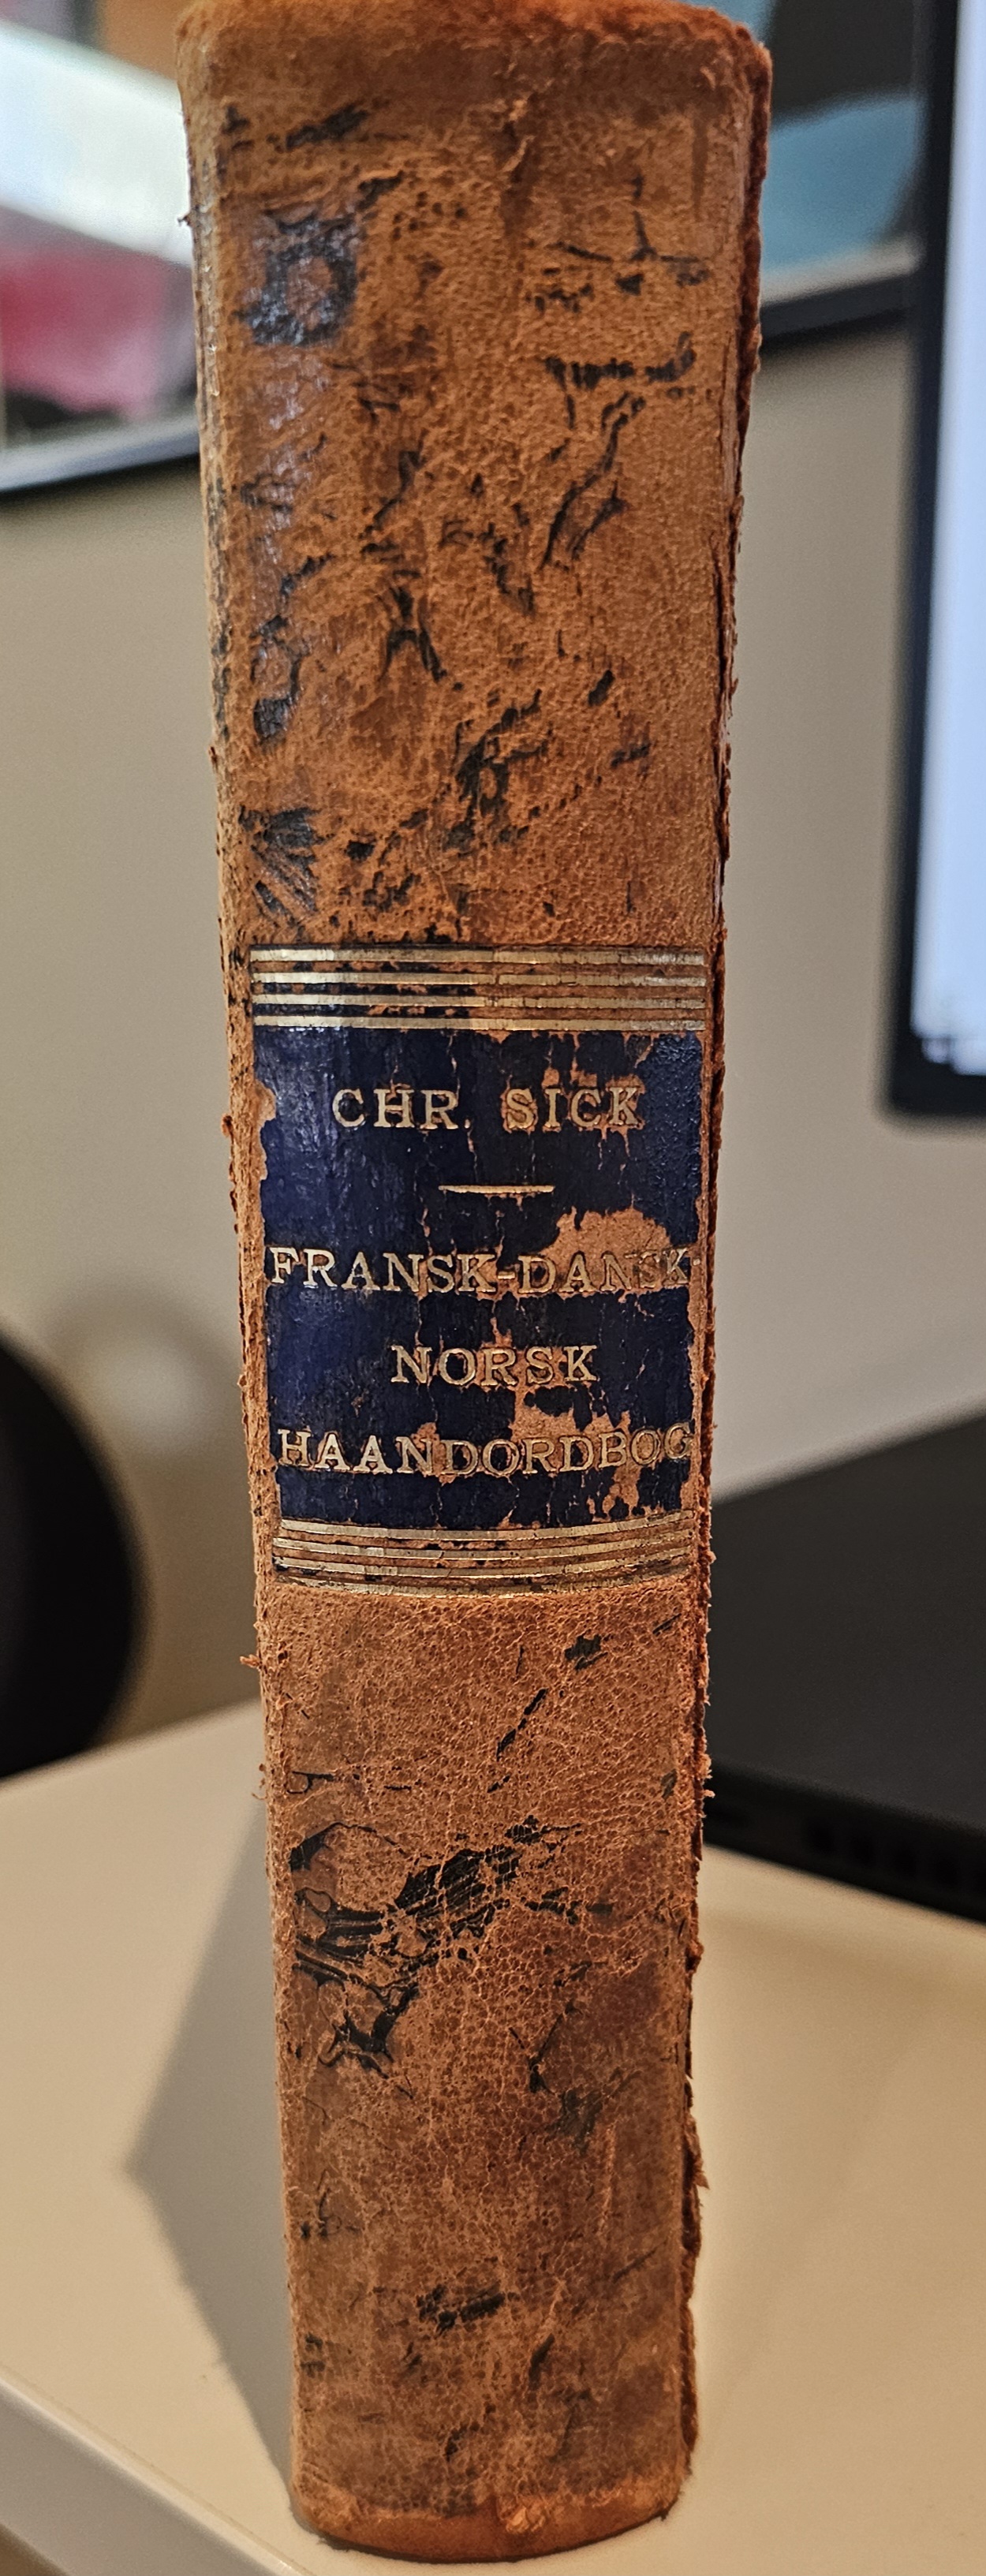 CHR. SICK
FRANSK-DANSK-
NORSK
HAANDORDBOG